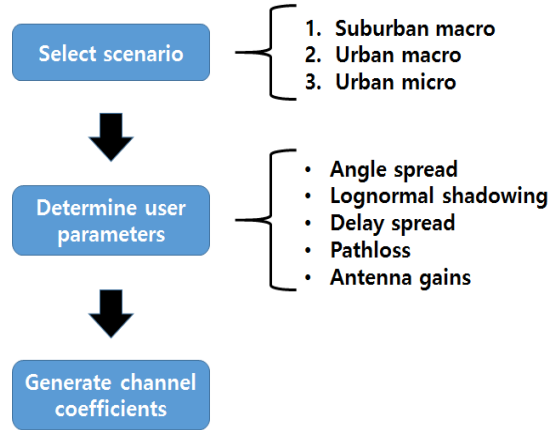 Select scenario
1. Suburban macro
2. Urban macro
3. Urban micro
Determine user
parameters
• Angle spread
• Lognormal shadowing
• Delay spread
• Pathloss
• Antenna gains
Generate channel
coefficients